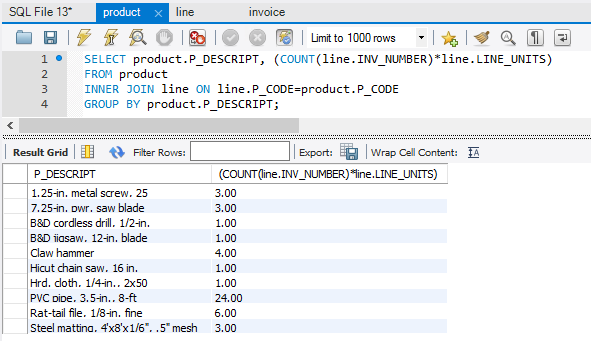 SQL File 13* product line invoice
Limit to 1000 rows
1 SELECT product.P_DESCRIPT, (COUNT(line.INV_NUMBER)*line.LINE_UNITS)
2 FROM product
3 INNER JOIN line ON line.P_CODE=product.P_CODE
4 GROUP BY product.P_DESCRIPT;
Result Grid Filter Rows: Export: Wrap Cell Content:
P_DESCRIPT (COUNT(line.INV_NUMBER)*line.LINE_UNITS)
1.25-in. metal screw, 25 3.00
7.25-in. pwr. saw blade 3.00
B&D cordless drill, 1/2-in. 1.00
B&D jigsaw, 12-in. blade 1.00
Claw hammer 4.00
Hicut chain saw, 16 in. 1.00
Hrd. cloth, 1/4-in., 2x50 1.00
PVC pipe, 3.5-in., 8-ft 24.00
Rat-tail file, 1/8-in. fine 6.00
Steel matting, 4'x8'x1/6", .5" mesh 3.00